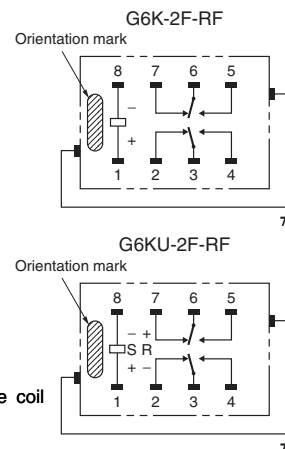 G6K-2F-RF
Orientation mark
8 7 6 5
−
+
1 2 3 4
G6KU-2F-RF
Orientation mark
8 7 6 5
− +
S R
+ −
e coil
1 2 3 4